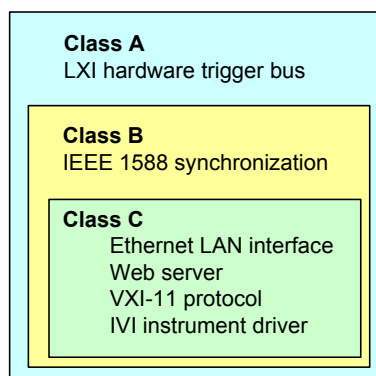 Class A
LXI hardware trigger bus
Class B
IEEE 1588 synchronization
Class C
Ethernet LAN interface
Web server
VXI-11 protocol
IVI instrument driver